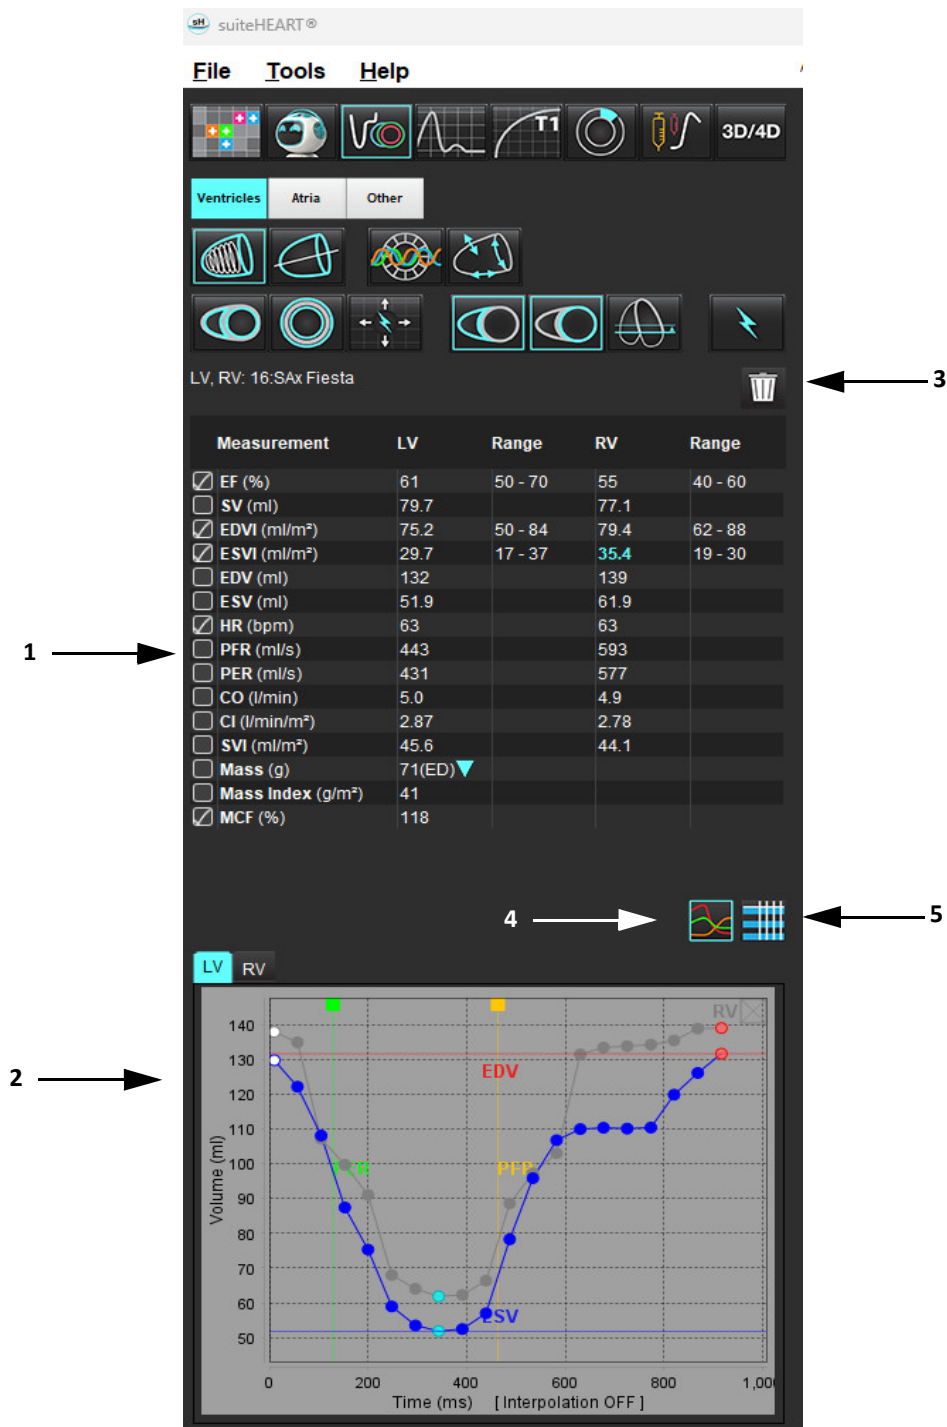 sH suiteHEART®
File Tools Help
T1 3D/4D
Ventricles Atria Other
LV, RV: 16:SAx Fiesta
3
Measurement LV Range RV Range
EF (%) 61 50 - 70 55 40 - 60
SV (ml) 79.7 77.1
EDVI (ml/m²) 75.2 50 - 84 79.4 62 - 88
ESVI (ml/m²) 29.7 17 - 37 35.4 19 - 30
EDV (ml) 132 139
ESV (ml) 51.9 61.9
HR (bpm) 63 63
1
PFR (ml/s) 443 593
PER (ml/s) 431 577
CO (l/min) 5.0 4.9
CI (l/min/m²) 2.87 2.78
SVI (ml/m²) 45.6 44.1
Mass (g) 71(ED)
Mass Index (g/m²) 41
MCF (%) 118
4 5
LV RV
RV
140
130
EDV
2
120
110
100
PER PFR
90
80
70
60
ESV
50
Volume (ml)
0 200 400 600 800 1,00
Time (ms) [ Interpolation OFF ]